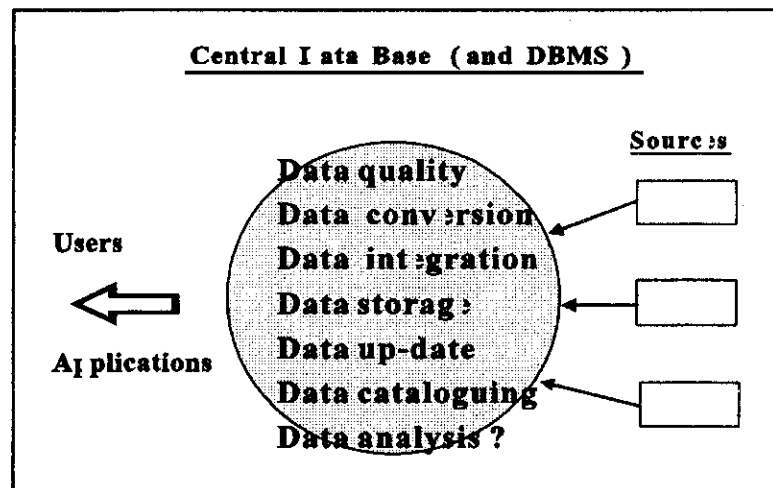 Central Data Base ( and DBMS )
Sources
Data quality
Data conversion
Users
Data integration
Data storage
Data up-date
Applications
Data cataloguing
Data analysis ?